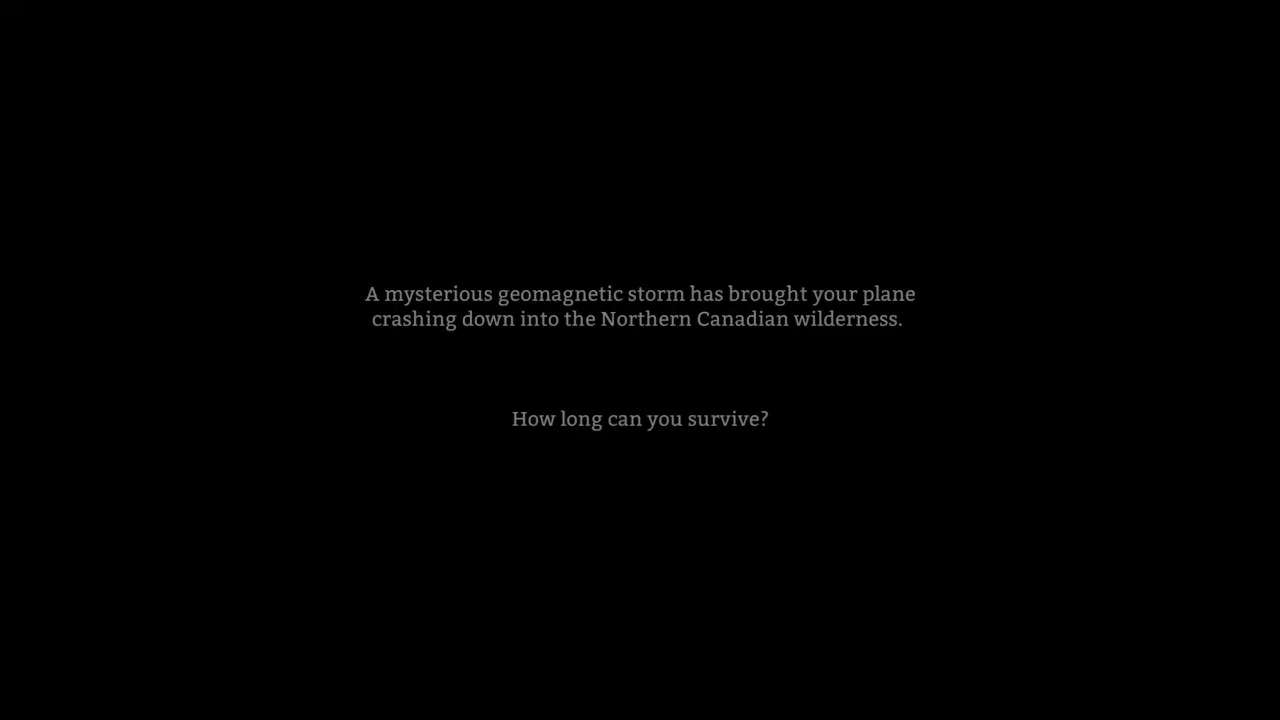 A mysterious geomagnetic storm has brought your plane
crashing down into the Northern Canadian wilderness.
How long can you survive?